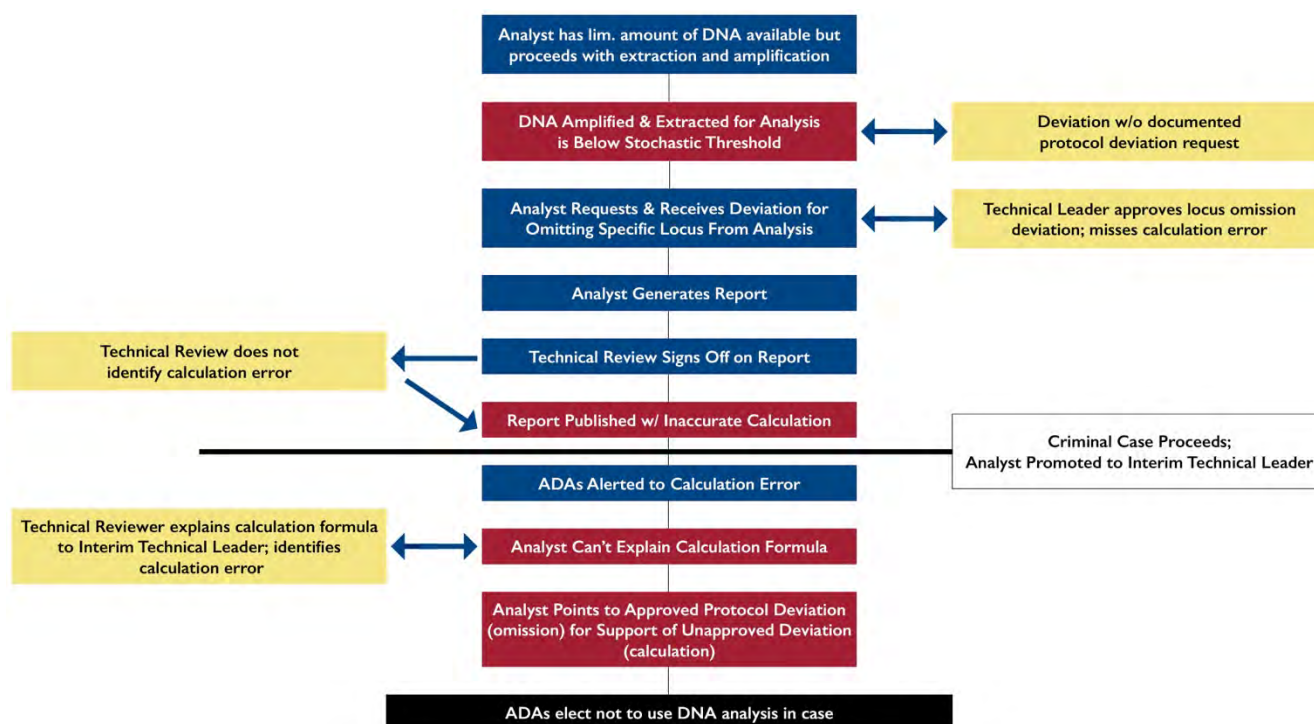 Analyst has lim. amount of DNA available but
proceeds with extraction and amplification
DNA Amplified & Extracted for Analysis
is Below Stochastic Threshold
Deviation w/o documented
protocol deviation request
Analyst Requests & Receives Deviation for
Omitting Specific Locus From Analysis
Technical Leader approves locus omission
deviation; misses calculation error
Analyst Generates Report
Technical Review Signs Off on Report
Technical Review does not
identify calculation error
Report Published w/ Inaccurate Calculation
Criminal Case Proceeds;
Analyst Promoted to Interim Technical Leader
ADAs Alerted to Calculation Error
Analyst Can't Explain Calculation Formula
Technical Reviewer explains calculation formula
to Interim Technical Leader; identifies
calculation error
Analyst Points to Approved Protocol Deviation
(omission) for Support of Unapproved Deviation
(calculation)
ADAs elect not to use DNA analysis in case